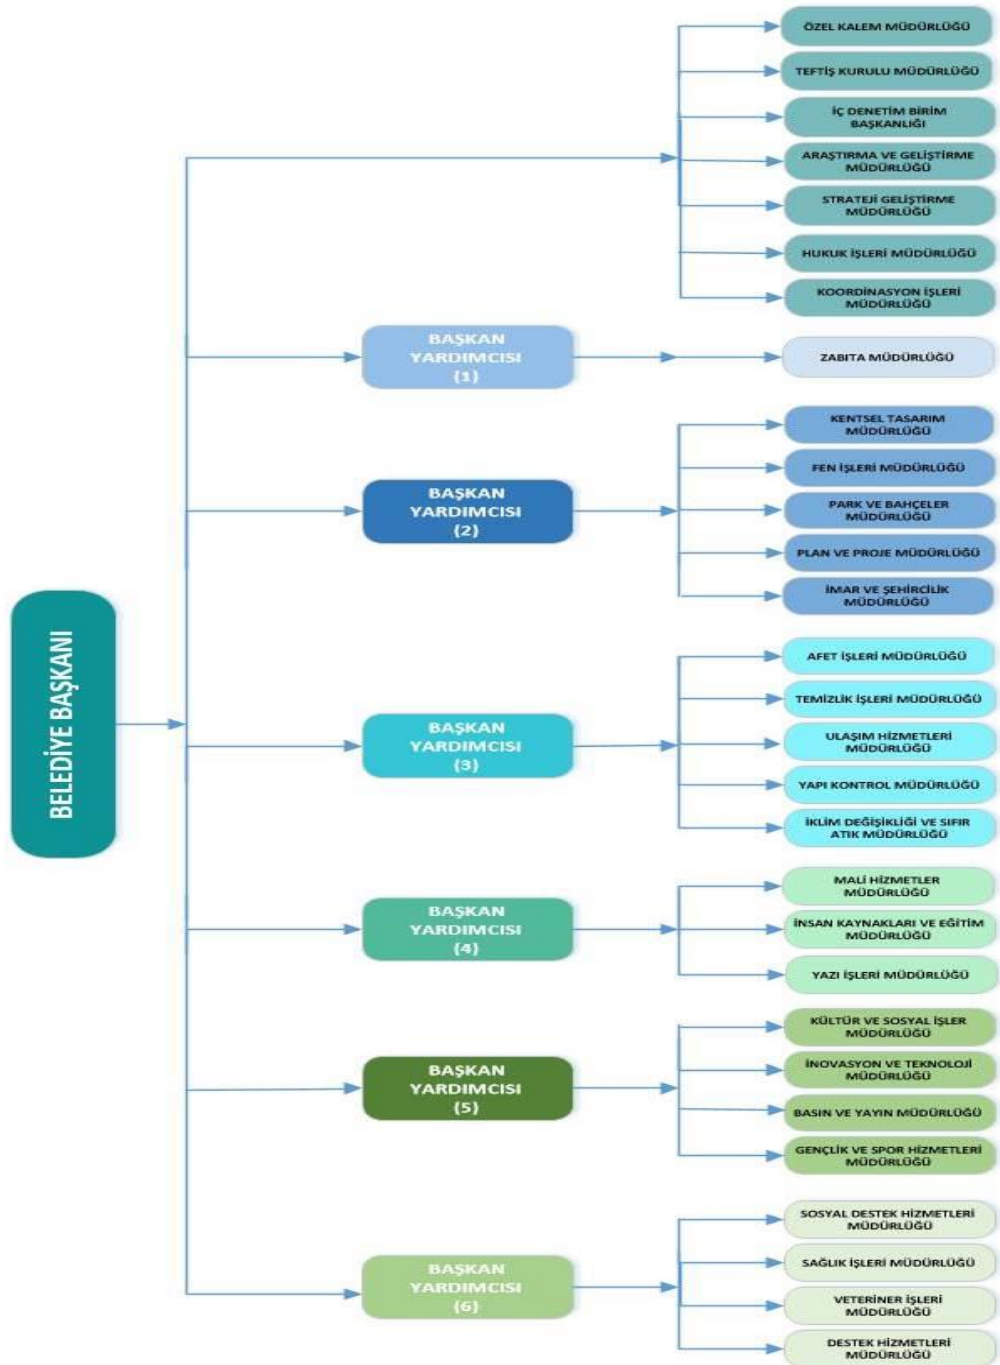 BELEDİYE BAŞKANI
ÖZEL KALEM MÜDÜRLÜĞÜ
TEFTİŞ KURULU MÜDÜRLÜĞÜ
İÇ DENETİM BİRİM
BAŞKANLIĞI
ARAŞTIRMA VE GELİŞTİRME
MÜDÜRLÜĞÜ
STRATEJİ GELİŞTİRME
MÜDÜRLÜĞÜ
HUKUK İŞLERİ MÜDÜRLÜĞÜ
KOORDİNASYON İŞLERİ
MÜDÜRLÜĞÜ
BAŞKAN
YARDIMCISI
(1)
ZABITA MÜDÜRLÜĞÜ
BAŞKAN
YARDIMCISI
(2)
KENTSEL TASARIM
MÜDÜRLÜĞÜ
FEN İŞLERİ MÜDÜRLÜĞÜ
PARK VE BAHÇELER
MÜDÜRLÜĞÜ
PLAN VE PROJE MÜDÜRLÜĞÜ
İMAR VE ŞEHİRCİLİK
MÜDÜRLÜĞÜ
BAŞKAN
YARDIMCISI
(3)
AFET İŞLERİ MÜDÜRLÜĞÜ
TEMİZLİK İŞLERİ MÜDÜRLÜĞÜ
ULAŞIM HİZMETLERİ
MÜDÜRLÜĞÜ
YAPI KONTROL MÜDÜRLÜĞÜ
İKLİM DEĞİŞİKLİĞİ VE SIFIR
ATIK MÜDÜRLÜĞÜ
BAŞKAN
YARDIMCISI
(4)
MALİ HİZMETLER
MÜDÜRLÜĞÜ
İNSAN KAYNAKLARI VE EĞİTİM
MÜDÜRLÜĞÜ
YAZI İŞLERİ MÜDÜRLÜĞÜ
BAŞKAN
YARDIMCISI
(5)
KÜLTÜR VE SOSYAL İŞLER
MÜDÜRLÜĞÜ
İNOVASYON VE TEKNOLOJİ
MÜDÜRLÜĞÜ
BASIN VE YAYIN MÜDÜRLÜĞÜ
GENÇLİK VE SPOR HİZMETLERİ
MÜDÜRLÜĞÜ
BAŞKAN
YARDIMCISI
(6)
SOSYAL DESTEK HİZMETLERİ
MÜDÜRLÜĞÜ
SAĞLIK İŞLERİ MÜDÜRLÜĞÜ
VETERİNER İŞLERİ
MÜDÜRLÜĞÜ
DESTEK HİZMETLERİ
MÜDÜRLÜĞÜ